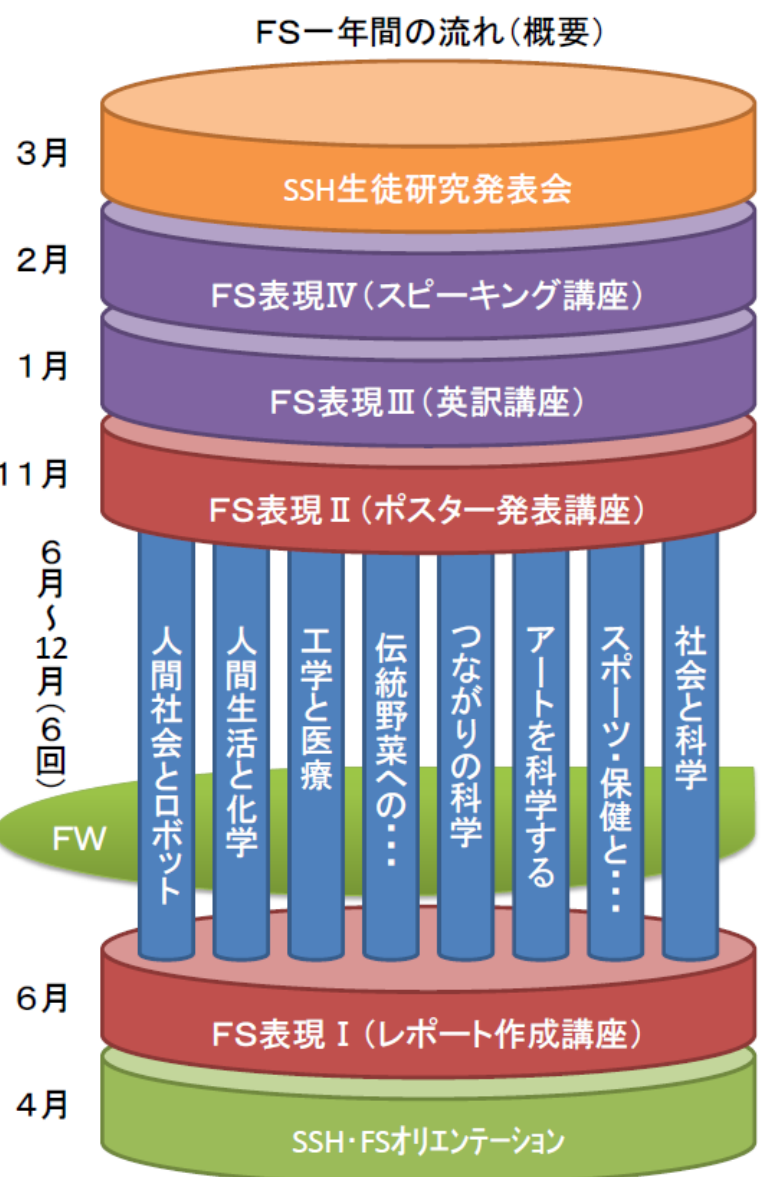 FS一年間の流れ(概要)
3月
SSH生徒研究発表会
2月
FS表現Ⅳ(スピーキング講座)
1月
FS表現Ⅲ(英訳講座)
11月
FS表現Ⅱ(ポスター発表講座)
6月～12月(6回)
人間社会とロボット
人間生活と化学
工学と医療
伝統野菜への・・・
つながりの科学
アートを科学する
スポーツ・保健と・・・
社会と科学
FW
6月
FS表現Ⅰ(レポート作成講座)
4月
SSH・FSオリエンテーション